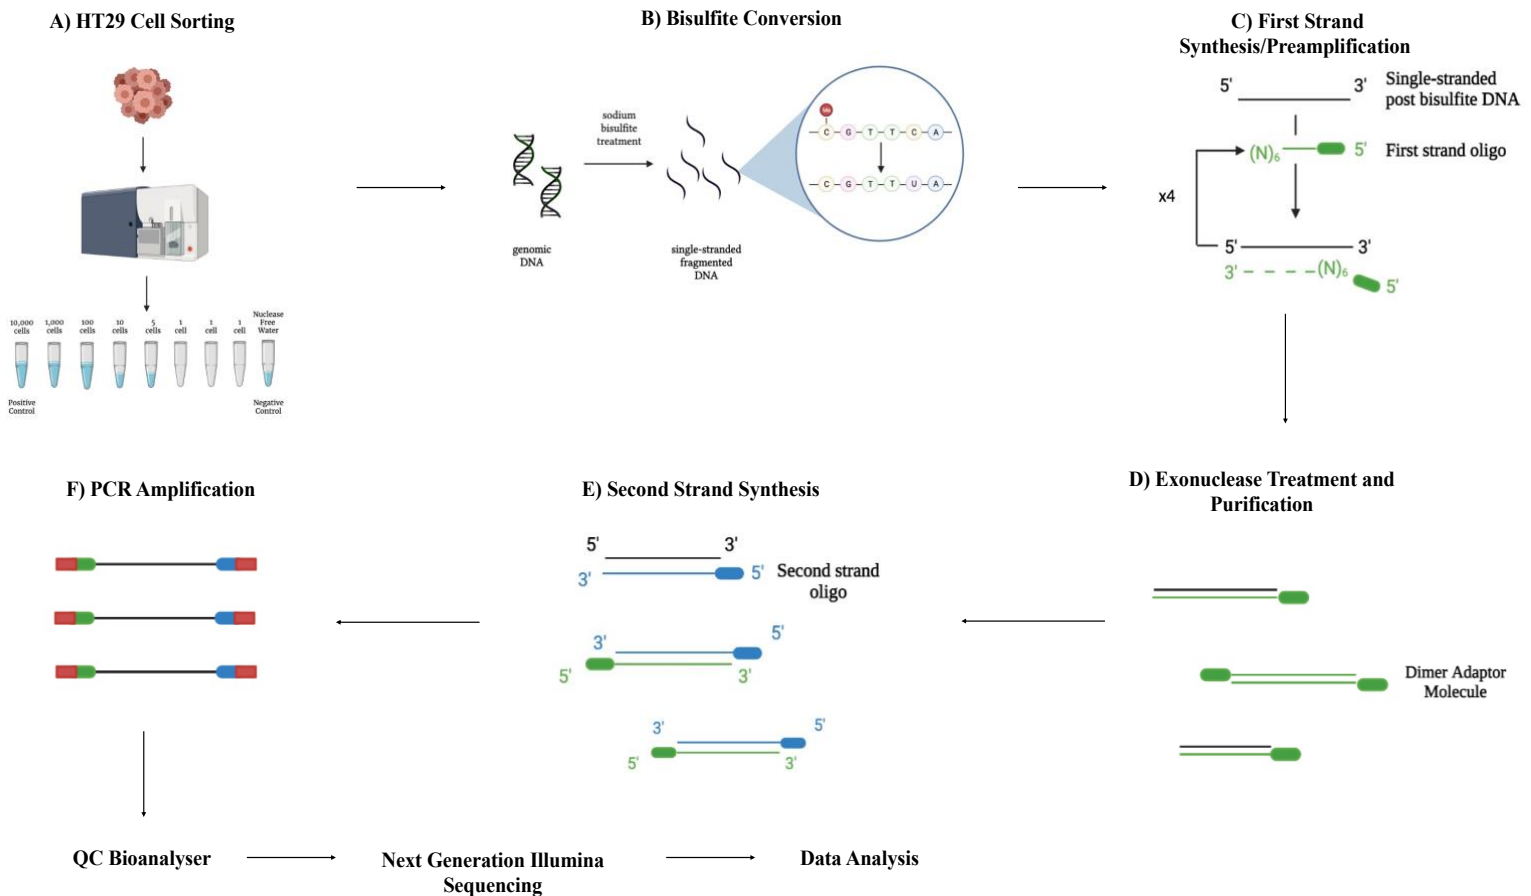 A) HT29 Cell Sorting
10,000
cells
1,000
cells
100
cells
10
cells
5
cells
1
cell
1
cell
1
cell
Nuclease
Free
Water
Positive
Control
Negative
Control
B) Bisulfite Conversion
sodium
bisulfite
treatment
genomic
DNA
single-stranded
fragmented
DNA
Me
C G T T C A
C G T T U A
C) First Strand
Synthesis/Preamplification
5' 3'
Single-stranded
post bisulfite DNA
(N)6 5'
First strand oligo
x4
5' 3'
3' (N)6 5'
D) Exonuclease Treatment and
Purification
Dimer Adaptor
Molecule
E) Second Strand Synthesis
5' 3'
3' 5'
Second strand
oligo
3' 5'
5' 3'
3' 5'
5' 3'
F) PCR Amplification
QC Bioanalyser
Next Generation Illumina
Sequencing
Data Analysis